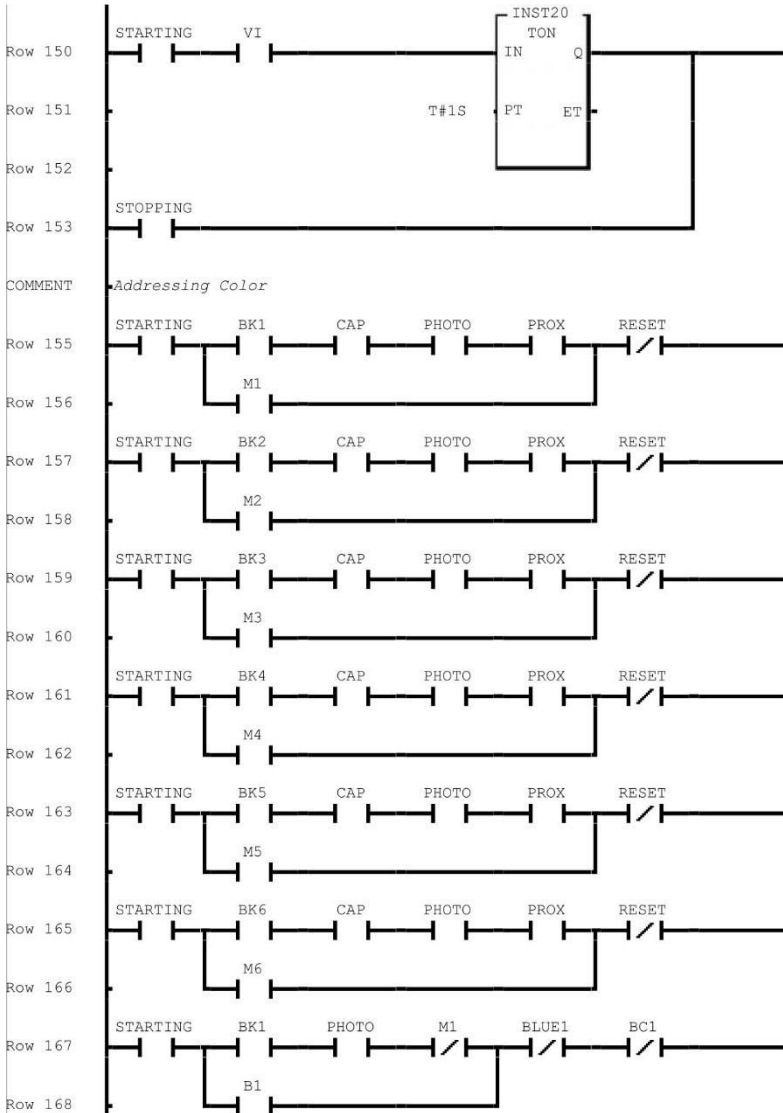 INST20
STARTING VI TON
Row 150 IN Q
Row 151 T#1S PT ET
Row 152
STOPPING
Row 153
COMMENT Addressing Color
STARTING BK1 CAP PHOTO PROX RESET
Row 155
M1
Row 156
STARTING BK2 CAP PHOTO PROX RESET
Row 157
M2
Row 158
STARTING BK3 CAP PHOTO PROX RESET
Row 159
M3
Row 160
STARTING BK4 CAP PHOTO PROX RESET
Row 161
M4
Row 162
STARTING BK5 CAP PHOTO PROX RESET
Row 163
M5
Row 164
STARTING BK6 CAP PHOTO PROX RESET
Row 165
M6
Row 166
STARTING BK1 PHOTO M1 BLUE1 BC1
Row 167
B1
Row 168